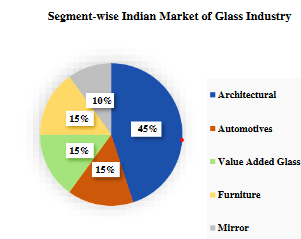 Segment-wise Indian Market of Glass Industry
10%
45%
15%
15%
15%
Architectural
Automotives
Value Added Glass
Furniture
Mirror